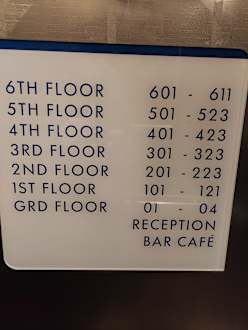 6TH FLOOR 601 - 611
5TH FLOOR 501 - 523
4TH FLOOR 401 - 423
3RD FLOOR 301 - 323
2ND FLOOR 201 - 223
1ST FLOOR 101 - 121
GRD FLOOR 01 - 04
RECEPTION
BAR CAFÉ